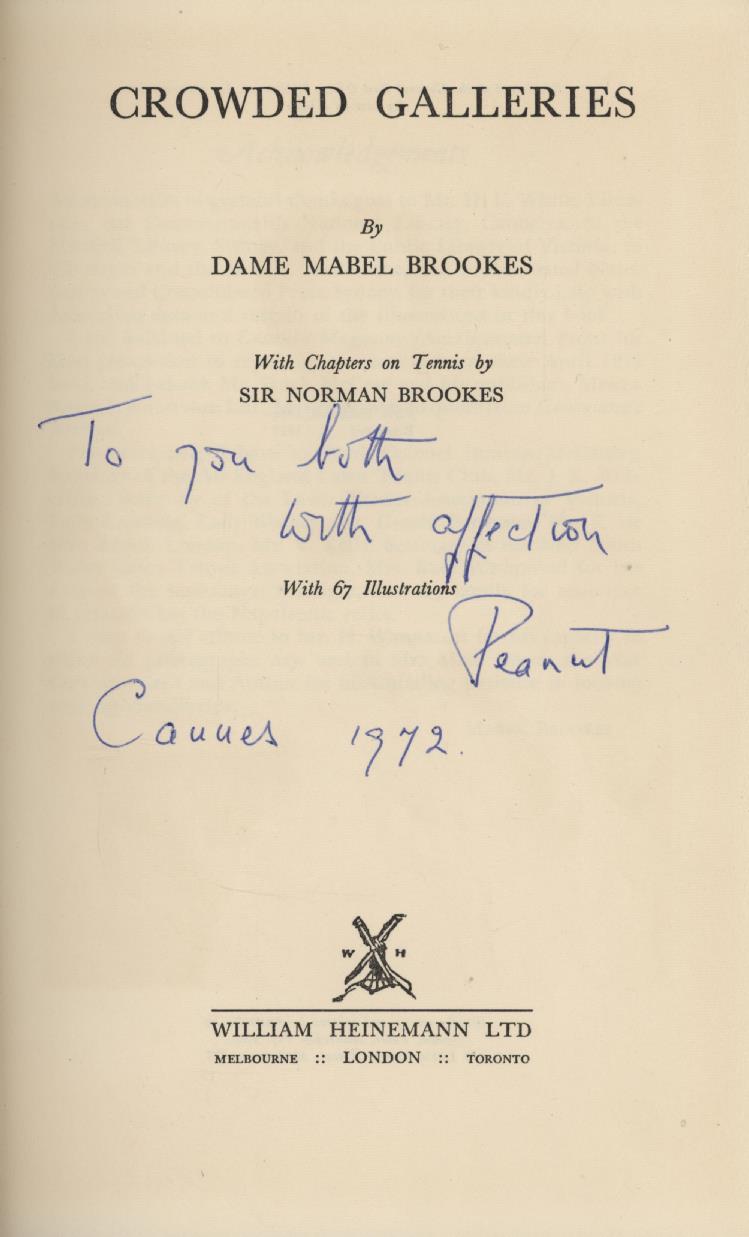 CROWDED GALLERIES
By
DAME MABEL BROOKES
With Chapters on Tennis by
SIR NORMAN BROOKES
To you both
with affection
With 67 Illustrations
Peanut
Cannes 1972.
W H
WILLIAM HEINEMANN LTD
MELBOURNE :: LONDON :: TORONTO